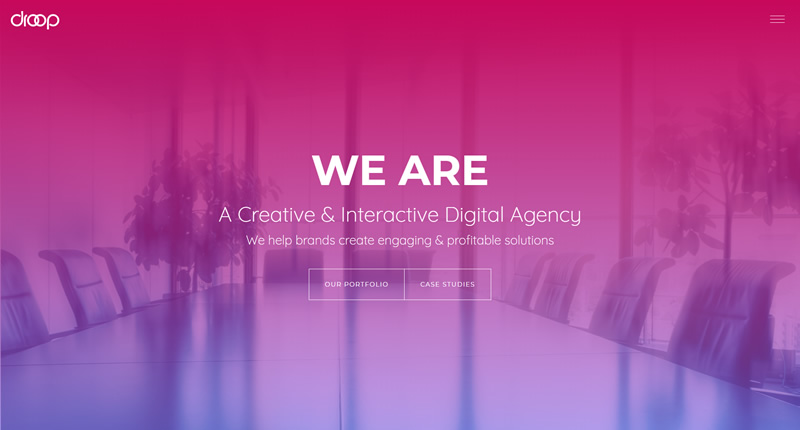 droop
WE ARE
A Creative & Interactive Digital Agency
We help brands create engaging & profitable solutions
OUR PORTFOLIO
CASE STUDIES